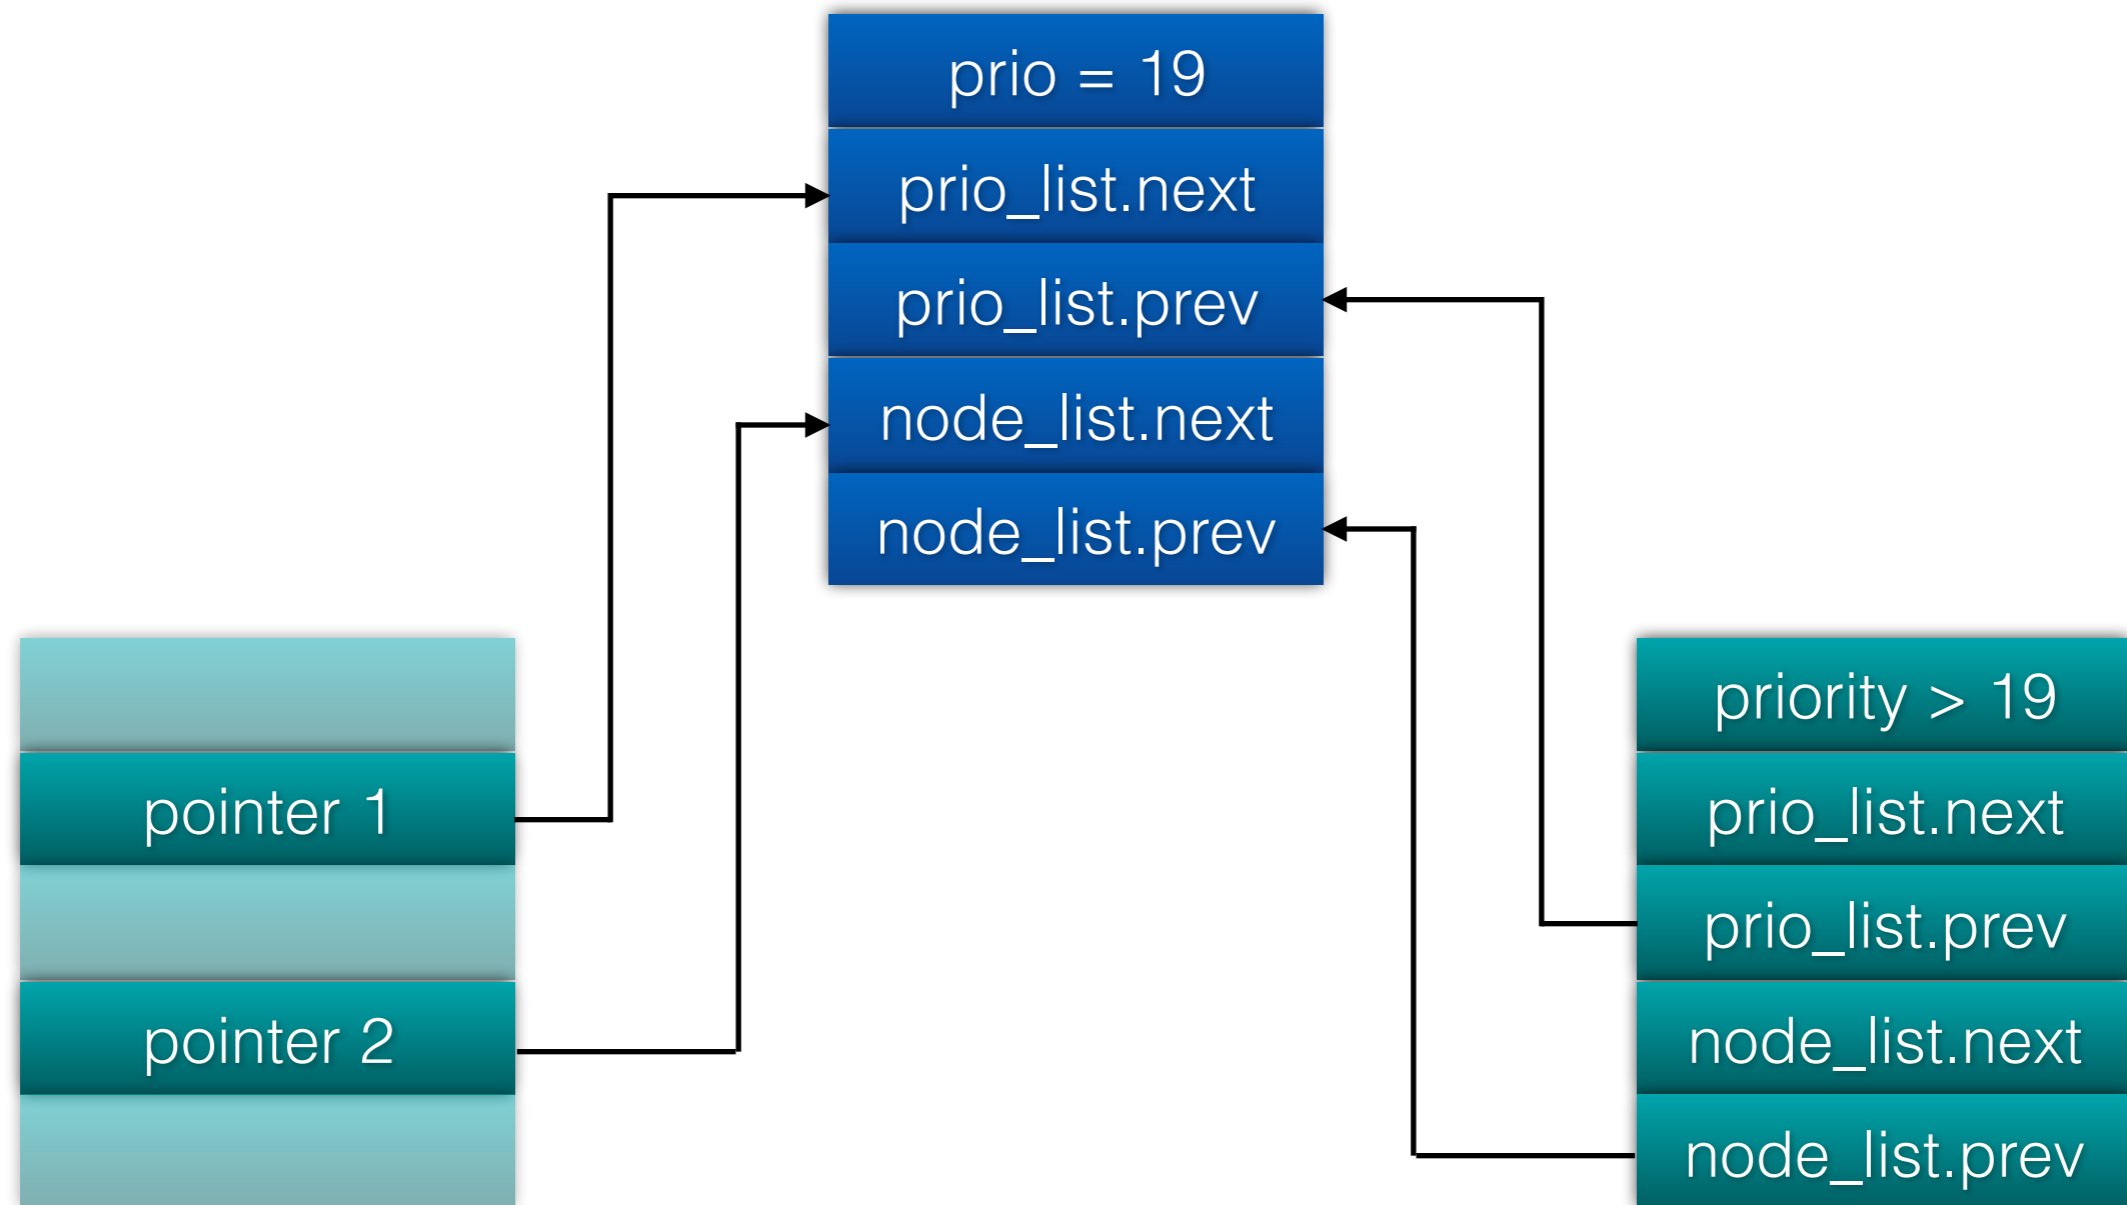 prio = 19
prio_list.next
prio_list.prev
node_list.next
node_list.prev
pointer 1
pointer 2
priority > 19
prio_list.next
prio_list.prev
node_list.next
node_list.prev